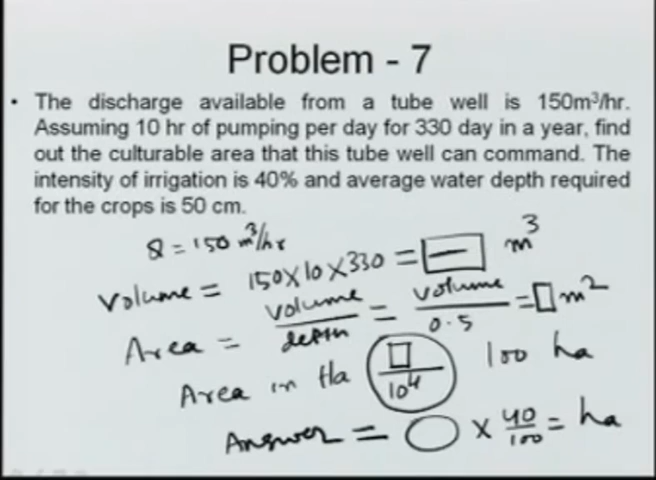 Problem - 7
• The discharge available from a tube well is 150m³/hr.
Assuming 10 hr of pumping per day for 330 day in a year, find
out the culturable area that this tube well can command. The
intensity of irrigation is 40% and average water depth required
for the crops is 50 cm.
Q = 150 m³/hr
Volume = 150 X 10 X 330 = m³
Area = volume/depth = volume/0.5 = □ m²
Area in Ha □/10⁴ 100 ha
Answer = ◯ X 40/100 = ha